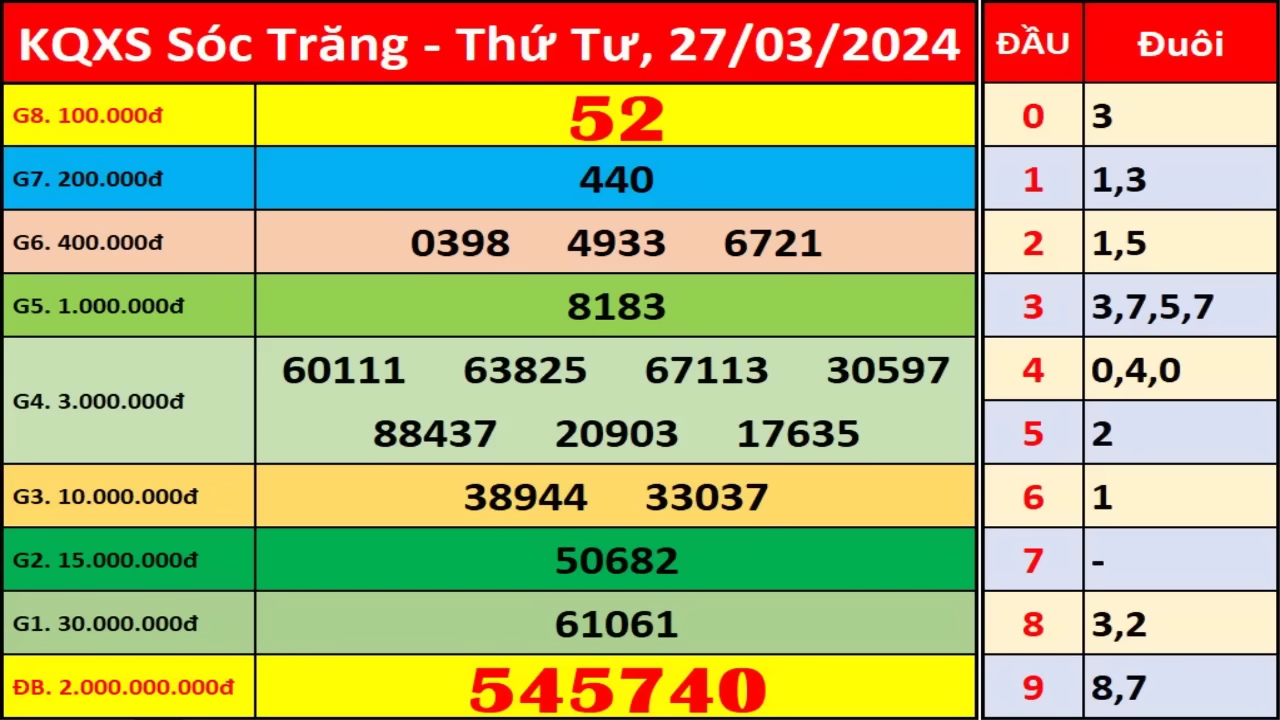 KQXS Sóc Trăng - Thứ Tư, 27/03/2024 ĐẦU Đuôi
G8. 100.000đ 52 0 3
G7. 200.000đ 440 1 1,3
G6. 400.000đ 0398 4933 6721 2 1,5
G5. 1.000.000đ 8183 3 3,7,5,7
G4. 3.000.000đ 60111 63825 67113 30597 4 0,4,0
88437 20903 17635 5 2
G3. 10.000.000đ 38944 33037 6 1
G2. 15.000.000đ 50682 7 -
G1. 30.000.000đ 61061 8 3,2
ĐB. 2.000.000.000đ 545740 9 8,7